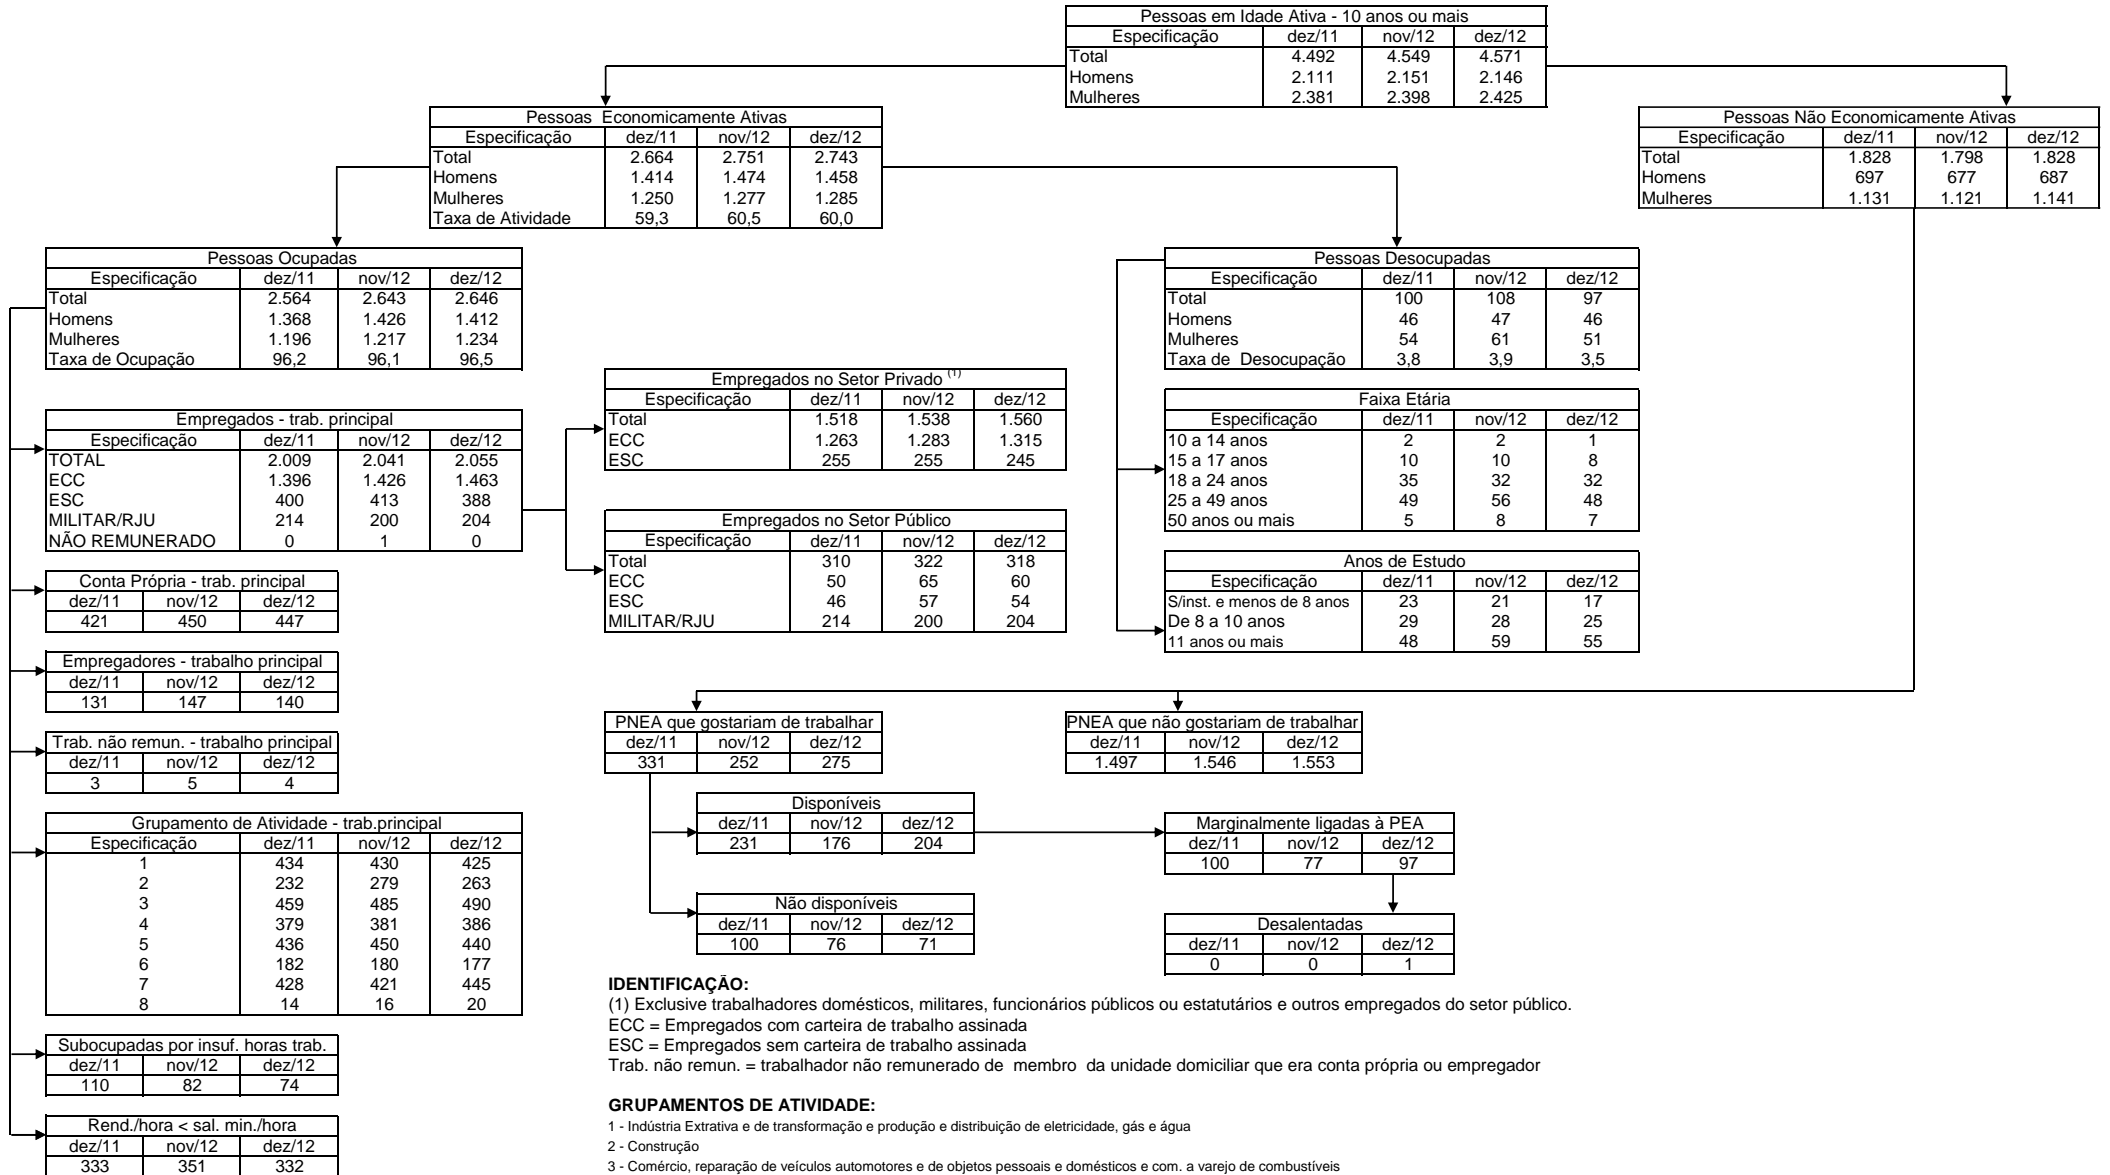 Pessoas em Idade Ativa - 10 anos ou mais
Especificação dez/11 nov/12 dez/12
Total 4.492 4.549 4.571
Homens 2.111 2.151 2.146
Mulheres 2.381 2.398 2.425
Pessoas Economicamente Ativas
Especificação dez/11 nov/12 dez/12
Total 2.664 2.751 2.743
Homens 1.414 1.474 1.458
Mulheres 1.250 1.277 1.285
Taxa de Atividade 59,3 60,5 60,0
Pessoas Não Economicamente Ativas
Especificação dez/11 nov/12 dez/12
Total 1.828 1.798 1.828
Homens 697 677 687
Mulheres 1.131 1.121 1.141
Pessoas Ocupadas
Especificação dez/11 nov/12 dez/12
Total 2.564 2.643 2.646
Homens 1.368 1.426 1.412
Mulheres 1.196 1.217 1.234
Taxa de Ocupação 96,2 96,1 96,5
Pessoas Desocupadas
Especificação dez/11 nov/12 dez/12
Total 100 108 97
Homens 46 47 46
Mulheres 54 61 51
Taxa de Desocupação 3,8 3,9 3,5
Empregados - trab. principal
Especificação dez/11 nov/12 dez/12
TOTAL 2.009 2.041 2.055
ECC 1.396 1.426 1.463
ESC 400 413 388
MILITAR/RJU 214 200 204
NÃO REMUNERADO 0 1 0
Empregados no Setor Privado (1)
Especificação dez/11 nov/12 dez/12
Total 1.518 1.538 1.560
ECC 1.263 1.283 1.315
ESC 255 255 245
Empregados no Setor Público
Especificação dez/11 nov/12 dez/12
Total 310 322 318
ECC 50 65 60
ESC 46 57 54
MILITAR/RJU 214 200 204
Faixa Etária
Especificação dez/11 nov/12 dez/12
10 a 14 anos 2 2 1
15 a 17 anos 10 10 8
18 a 24 anos 35 32 32
25 a 49 anos 49 56 48
50 anos ou mais 5 8 7
Anos de Estudo
Especificação dez/11 nov/12 dez/12
S/inst. e menos de 8 anos 23 21 17
De 8 a 10 anos 29 28 25
11 anos ou mais 48 59 55
Conta Própria - trab. principal
dez/11 nov/12 dez/12
421 450 447
Empregadores - trabalho principal
dez/11 nov/12 dez/12
131 147 140
Trab. não remun. - trabalho principal
dez/11 nov/12 dez/12
3 5 4
Grupamento de Atividade - trab.principal
Especificação dez/11 nov/12 dez/12
1 434 430 425
2 232 279 263
3 459 485 490
4 379 381 386
5 436 450 440
6 182 180 177
7 428 421 445
8 14 16 20
Subocupadas por insuf. horas trab.
dez/11 nov/12 dez/12
110 82 74
Rend./hora < sal. min./hora
dez/11 nov/12 dez/12
333 351 332
PNEA que gostariam de trabalhar
dez/11 nov/12 dez/12
331 252 275
PNEA que não gostariam de trabalhar
dez/11 nov/12 dez/12
1.497 1.546 1.553
Disponíveis
dez/11 nov/12 dez/12
231 176 204
Marginalmente ligadas à PEA
dez/11 nov/12 dez/12
100 77 97
Não disponíveis
dez/11 nov/12 dez/12
100 76 71
Desalentadas
dez/11 nov/12 dez/12
0 0 1
IDENTIFICAÇÃO:
(1) Exclusive trabalhadores domésticos, militares, funcionários públicos ou estatutários e outros empregados do setor público.
ECC = Empregados com carteira de trabalho assinada
ESC = Empregados sem carteira de trabalho assinada
Trab. não remun. = trabalhador não remunerado de membro da unidade domiciliar que era conta própria ou empregador
GRUPAMENTOS DE ATIVIDADE:
1 - Indústria Extrativa e de transformação e produção e distribuição de eletricidade, gás e água
2 - Construção
3 - Comércio, reparação de veículos automotores e de objetos pessoais e domésticos e com. a varejo de combustíveis